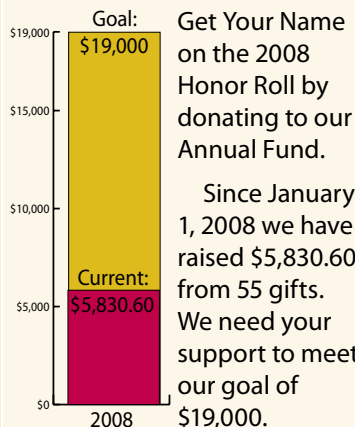 Goal:
$19,000
$19,000
$15,000
$10,000
Current:
$5,000
$5,830.60
$0
2008
Get Your Name
on the 2008
Honor Roll by
donating to our
Annual Fund.
Since January
1, 2008 we have
raised $5,830.60
from 55 gifts.
We need your
support to meet
our goal of
$19,000.